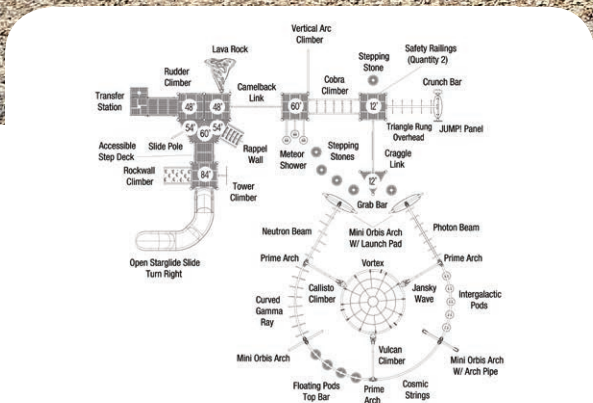 Vertical Arc
Climber
Lava Rock
Stepping
Stone
Safety Railings
(Quantity 2)
Rudder
Climber
Camelback
Link
Cobra
Climber
Crunch Bar
Transfer
Station
48"
48"
60"
12"
54"
54"
60"
Triangle Rung
Overhead
JUMP! Panel
Accessible
Step Deck
Slide Pole
Rappel
Wall
Meteor
Shower
Stepping
Stones
Craggle
Link
Rockwall
Climber
84"
Tower
Climber
12"
Grab Bar
Neutron Beam
Mini Orbis Arch
W/ Launch Pad
Photon Beam
Open Starglide Slide
Turn Right
Prime Arch
Vortex
Prime Arch
Callisto
Climber
Jansky
Wave
Intergalactic
Pods
Curved
Gamma
Ray
Vulcan
Climber
Mini Orbis Arch
Mini Orbis Arch
W/ Arch Pipe
Floating Pods
Top Bar
Prime
Arch
Cosmic
Strings